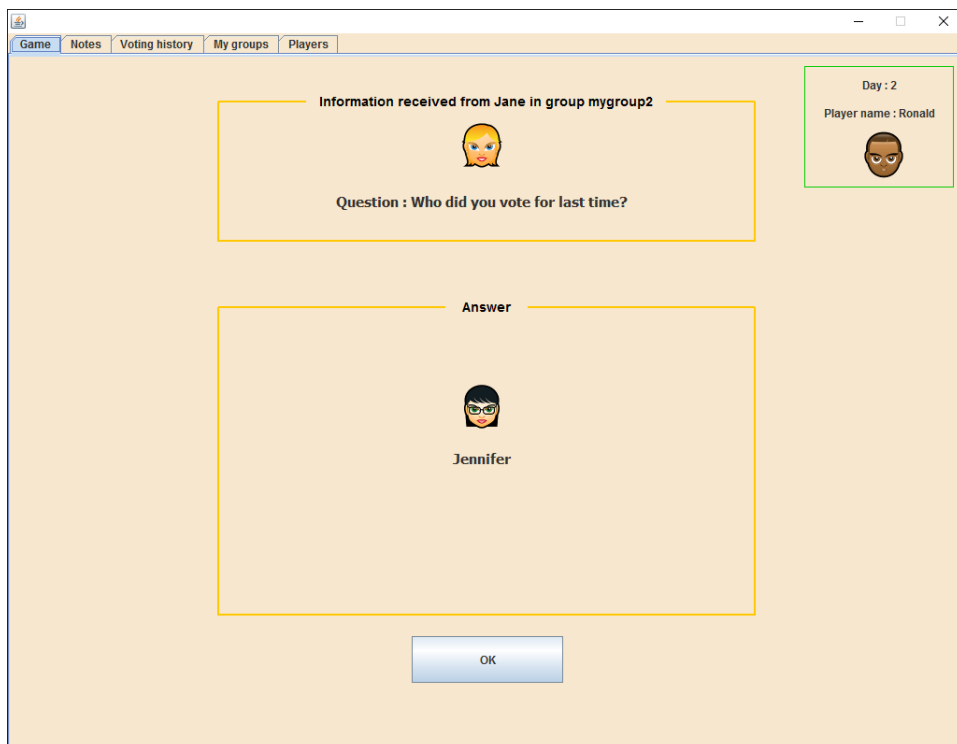 Game Notes Voting history My groups Players
Day : 2
Player name : Ronald
Information received from Jane in group mygroup2
Question : Who did you vote for last time?
Answer
Jennifer
OK